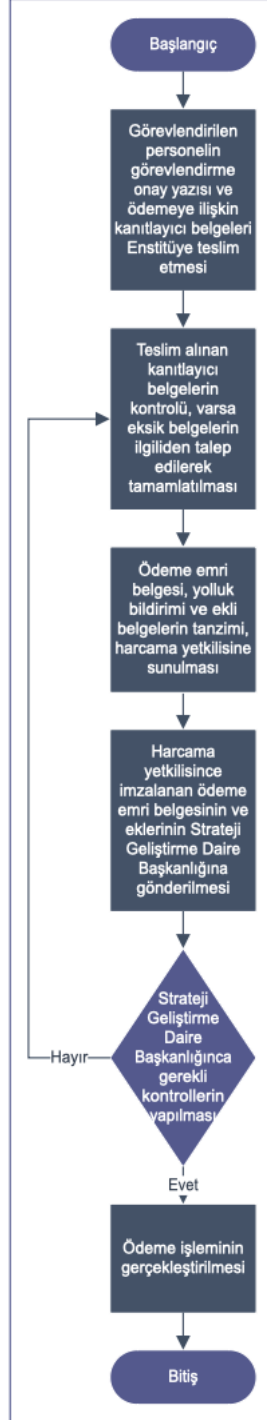 Başlangıç
Görevlendirilen
personelin
görevlendirme
onay yazısı ve
ödemeye ilişkin
kanıtlayıcı belgeleri
Enstitüye teslim
etmesi
Teslim alınan
kanıtlayıcı
belgelerin
kontrolü, varsa
eksik belgelerin
ilgiliden talep
edilerek
tamamlatılması
Ödeme emri
belgesi, yolluk
bildirimi ve ekli
belgelerin tanzimi,
harcama yetkilisine
sunulması
Harcama
yetkilisince
imzalanan ödeme
emri belgesinin ve
eklerinin Strateji
Geliştirme Daire
Başkanlığına
gönderilmesi
Strateji
Geliştirme
Daire
Başkanlığınca
gerekli
kontrollerin
yapılması
Hayır
Evet
Ödeme işleminin
gerçekleştirilmesi
Bitiş